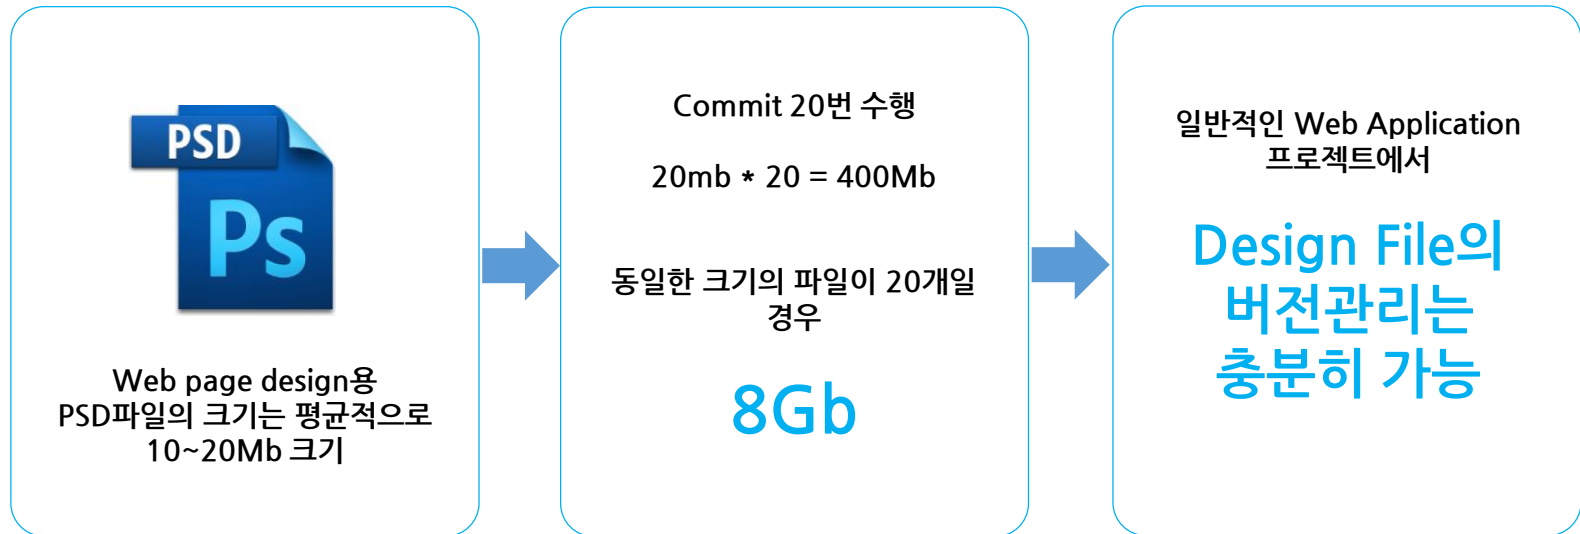 PSD
Ps
Web page design용
PSD파일의 크기는 평균적으로
10~20Mb 크기
Commit 20번 수행
20mb * 20 = 400Mb
동일한 크기의 파일이 20개일
경우
8Gb
일반적인 Web Application
프로젝트에서
Design File의
버전관리는
충분히 가능